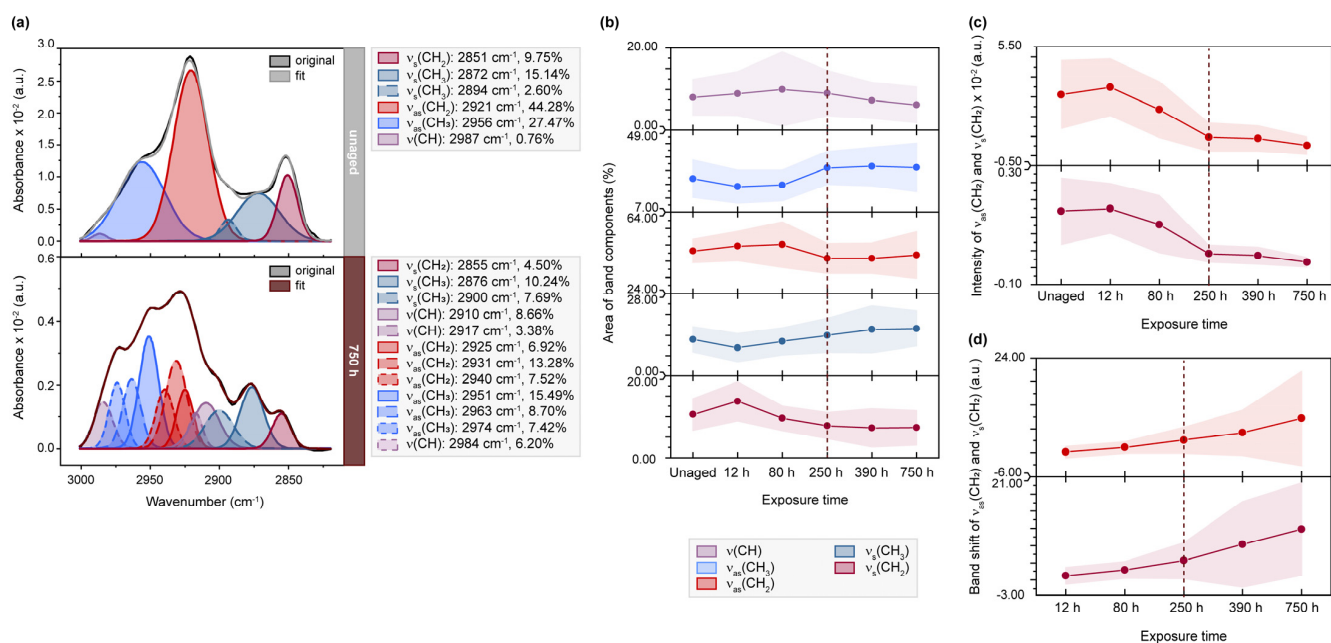 (a)
3.0
2.5
2.0
1.5
1.0
0.5
0.0
Absorbance x 10⁻² (a.u.)
original
fit
unaged
νs(CH₂): 2851 cm⁻¹, 9.75%
νs(CH₃): 2872 cm⁻¹, 15.14%
νs(CH₃): 2894 cm⁻¹, 2.60%
νas(CH₂): 2921 cm⁻¹, 44.28%
νas(CH₃): 2956 cm⁻¹, 27.47%
ν(CH): 2987 cm⁻¹, 0.76%
0.6
0.4
0.2
0.0
Absorbance x 10⁻² (a.u.)
original
fit
750 h
νs(CH₂): 2855 cm⁻¹, 4.50%
νs(CH₃): 2876 cm⁻¹, 10.24%
νs(CH₃): 2900 cm⁻¹, 7.69%
ν(CH): 2910 cm⁻¹, 8.66%
ν(CH): 2917 cm⁻¹, 3.38%
νas(CH₂): 2925 cm⁻¹, 6.92%
νas(CH₂): 2931 cm⁻¹, 13.28%
νas(CH₂): 2940 cm⁻¹, 7.52%
νas(CH₃): 2951 cm⁻¹, 15.49%
νas(CH₃): 2963 cm⁻¹, 8.70%
νas(CH₃): 2974 cm⁻¹, 7.42%
ν(CH): 2984 cm⁻¹, 6.20%
3000 2950 2900 2850
Wavenumber (cm⁻¹)
(b)
20.00
0.00
49.00
7.00
64.00
24.00
28.00
0.00
20.00
0.00
Area of band components (%)
Unaged 12 h 80 h 250 h 390 h 750 h
Exposure time
ν(CH)
νas(CH₃)
νas(CH₂)
νs(CH₃)
νs(CH₂)
(c)
5.50
-0.50
0.30
-0.10
Intensity of νas(CH₂) and νs(CH₂) x 10⁻² (a.u.)
Unaged 12 h 80 h 250 h 390 h 750 h
Exposure time
(d)
24.00
-6.00
21.00
-3.00
Band shift of νas(CH₂) and νs(CH₂) (a.u)
12 h 80 h 250 h 390 h 750 h
Exposure time